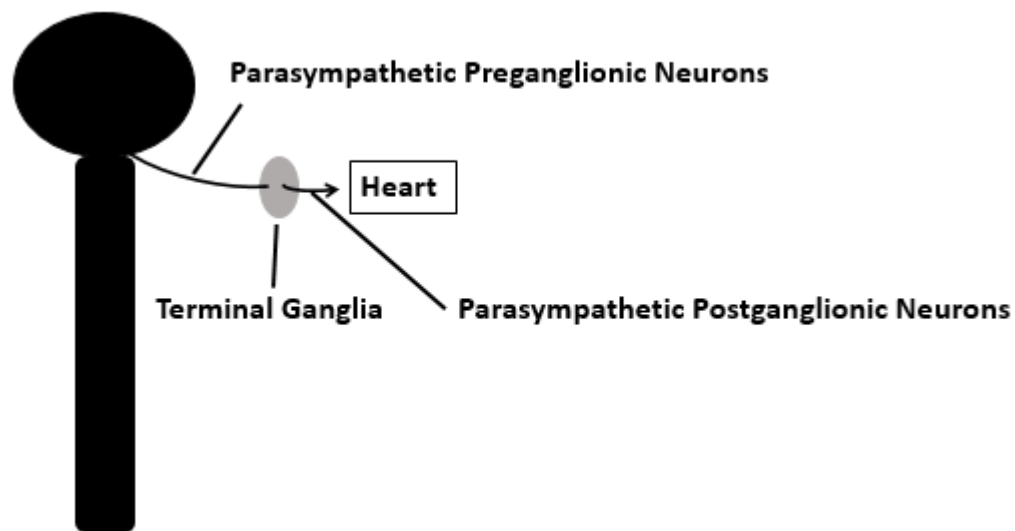 Parasympathetic Preganglionic Neurons
Heart
Terminal Ganglia
Parasympathetic Postganglionic Neurons